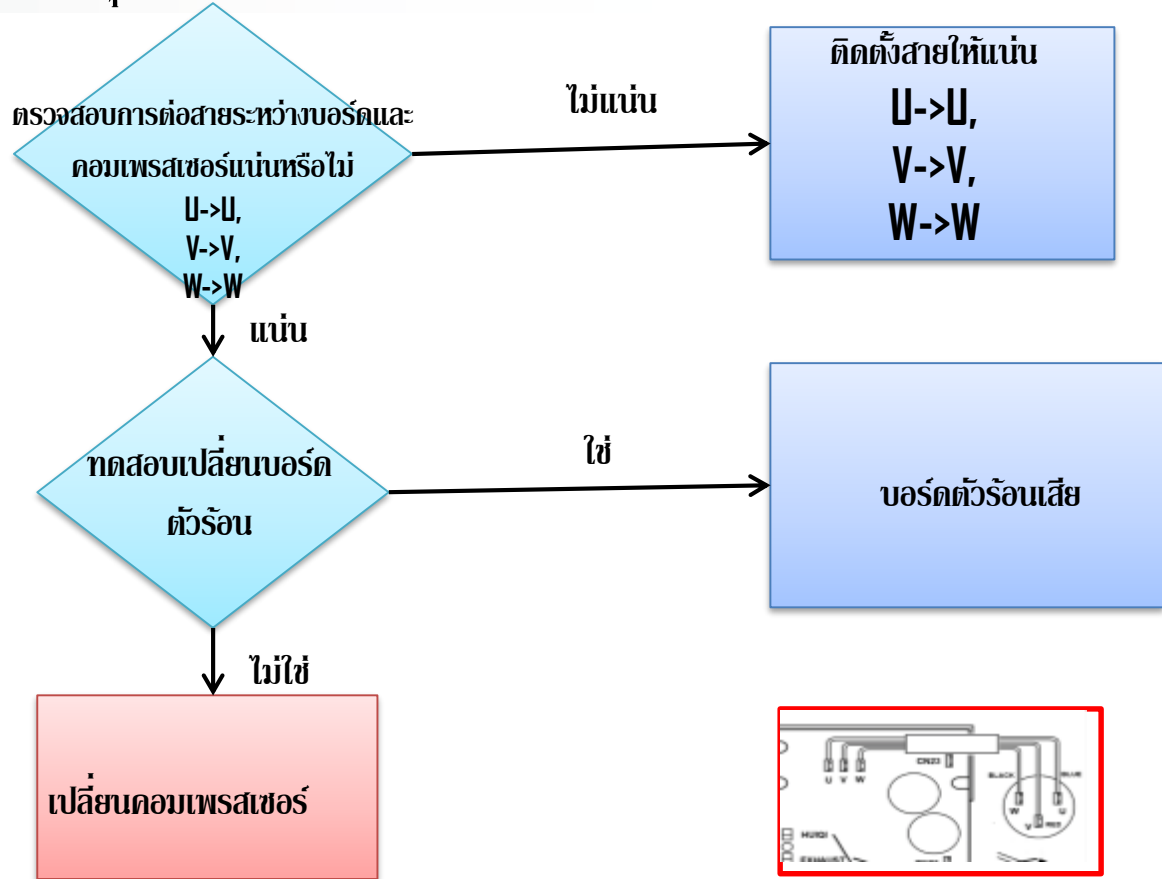 ตรวจสอบการต่อสายระหว่างบอร์ดและ
คอมเพรสเซอร์แน่นหรือไม่
U->U,
V->V,
W->W
ไม่แน่น
ติดตั้งสายให้แน่น
U->U,
V->V,
W->W
แน่น
ทดสอบเปลี่ยนบอร์ด
ตัวร้อน
ใช่
บอร์ดตัวร้อนเสีย
ไม่ใช่
เปลี่ยนคอมเพรสเซอร์
U V W
CN23
BLACK
BLUE
W
U
V
RED
HUIQI
EXHAUST